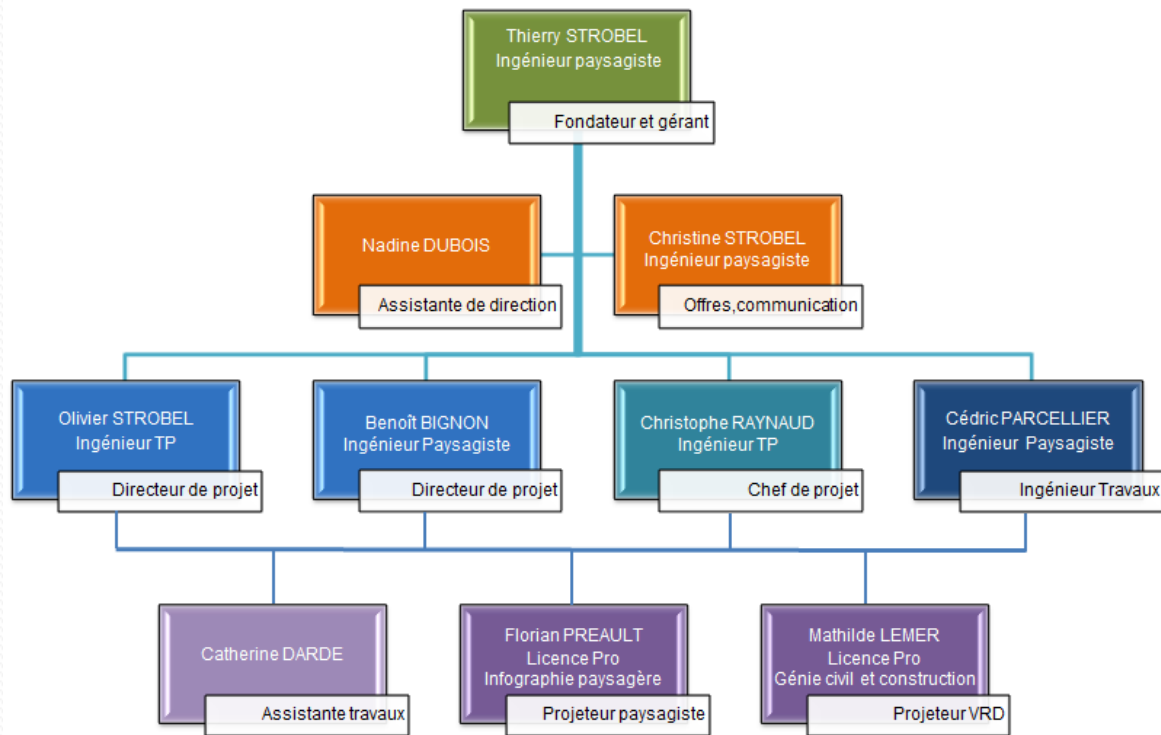 Thierry STROBEL
Ingénieur paysagiste
Fondateur et gérant
Nadine DUBOIS
Assistante de direction
Christine STROBEL
Ingénieur paysagiste
Offres,communication
Olivier STROBEL
Ingénieur TP
Directeur de projet
Benoît BIGNON
Ingénieur Paysagiste
Directeur de projet
Christophe RAYNAUD
Ingénieur TP
Chef de projet
Cédric PARCELLIER
Ingénieur Paysagiste
Ingénieur Travaux
Catherine DARDE
Assistante travaux
Florian PREAULT
Licence Pro
Infographie paysagère
Projeteur paysagiste
Mathilde LEMER
Licence Pro
Génie civil et construction
Projeteur VRD